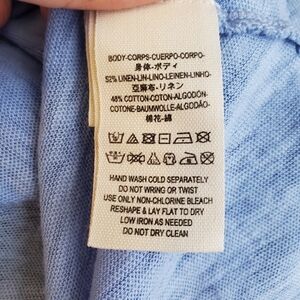 BODY-CORPS-CUERPO-CORPO-
身体-ボディ
52% LINEN-LIN-LINO-LEINEN-LINHO-
亞麻布-リネン
48% COTTON-COTON-ALGODÓN-
COTONE-BAUMWOLLE-ALGODÃO-
棉花-綿
HAND WASH COLD SEPARATELY
DO NOT WRING OR TWIST
USE ONLY NON-CHLORINE BLEACH
RESHAPE & LAY FLAT TO DRY
LOW IRON AS NEEDED
DO NOT DRY CLEAN